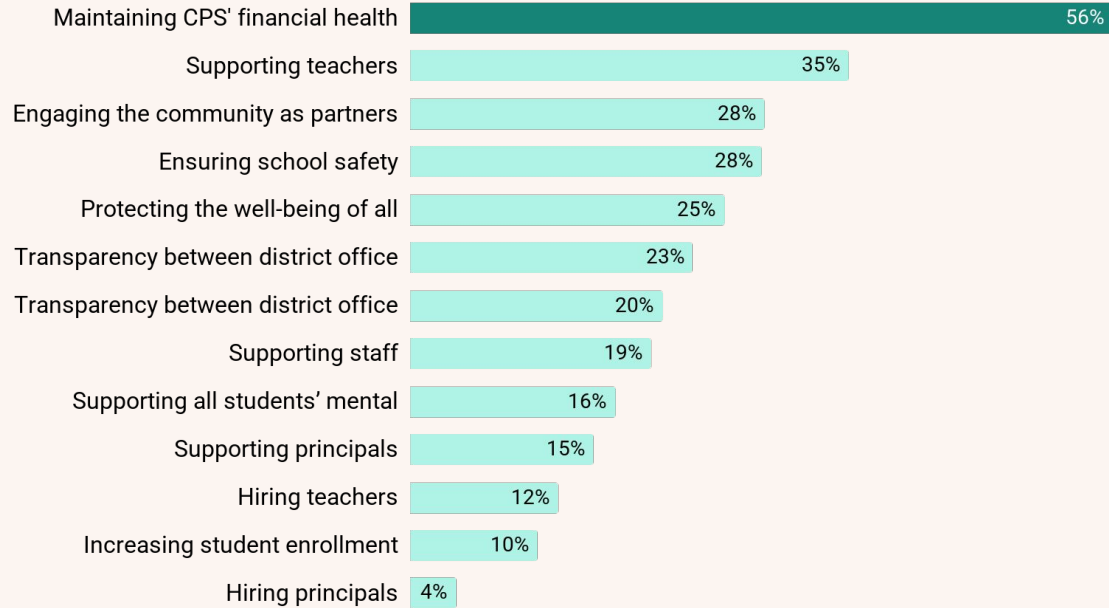 Maintaining CPS' financial health 56%
Supporting teachers 35%
Engaging the community as partners 28%
Ensuring school safety 28%
Protecting the well-being of all 25%
Transparency between district office 23%
Transparency between district office 20%
Supporting staff 19%
Supporting all students’ mental 16%
Supporting principals 15%
Hiring teachers 12%
Increasing student enrollment 10%
Hiring principals 4%